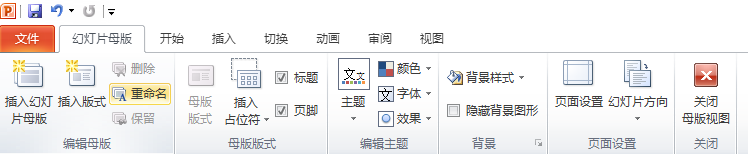 文件 幻灯片母版 开始 插入 切换 动画 审阅 视图
插入幻灯
片母版
插入版式
删除
重命名
保留
编辑母版
母版
版式
插入
占位符
标题
页脚
母版版式
文文
主题
颜色
字体
效果
编辑主题
背景样式
隐藏背景图形
背景
页面设置
幻灯片方向
页面设置
关闭
母版视图
关闭